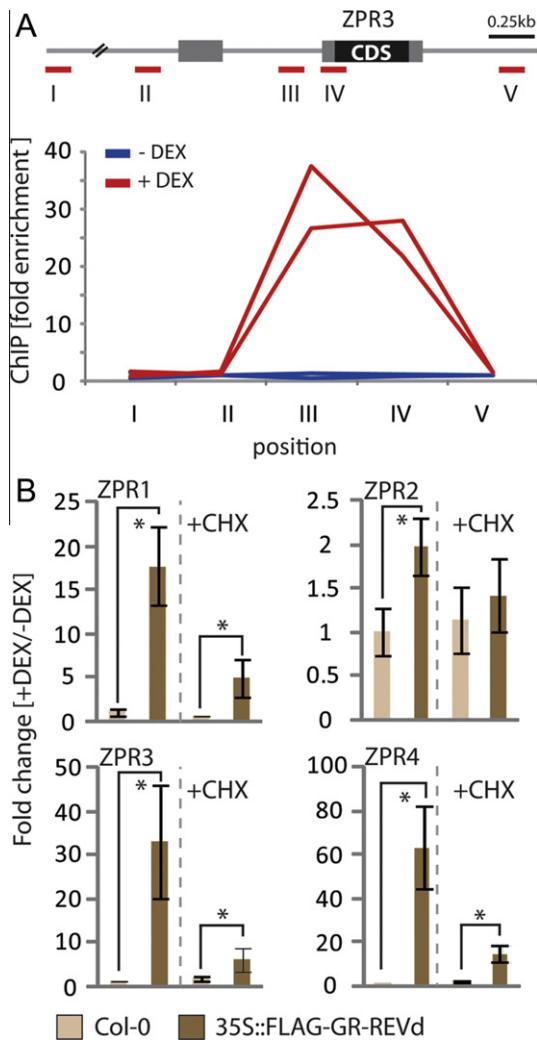 A
ZPR3
0.25kb
CDS
I II III IV V
ChIP [fold enrichment ]
40
30
20
10
0
- DEX
+ DEX
I II III IV V
position
B
Fold change [+DEX/-DEX]
ZPR1
25
20
15
10
5
0
*
+CHX
*
ZPR2
2.5
2
1.5
1
0.5
0
*
+CHX
ZPR3
50
40
30
20
10
0
*
+CHX
*
ZPR4
100
80
60
40
20
0
*
+CHX
*
Col-0 35S::FLAG-GR-REVd